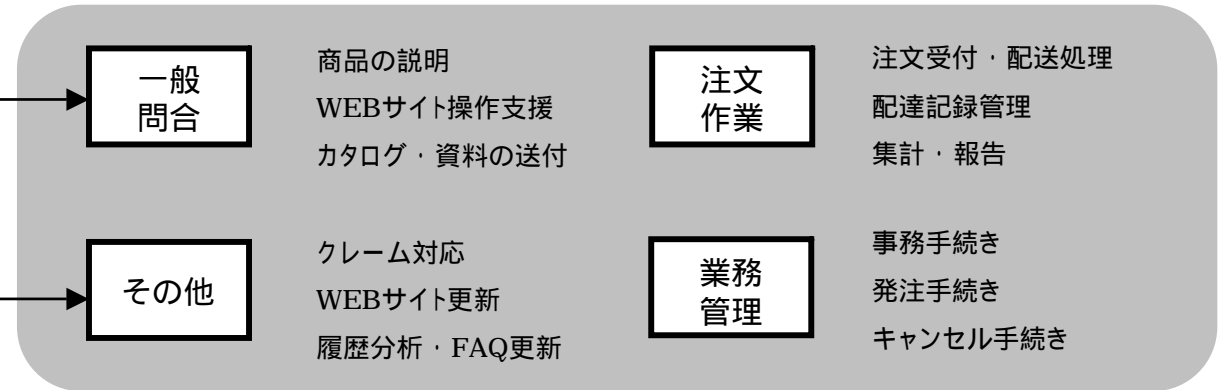 一般
問合
商品の説明
WEBサイト操作支援
カタログ・資料の送付
注文
作業
注文受付・配送処理
配達記録管理
集計・報告
その他
クレーム対応
WEBサイト更新
履歴分析・FAQ更新
業務
管理
事務手続き
発注手続き
キャンセル手続き